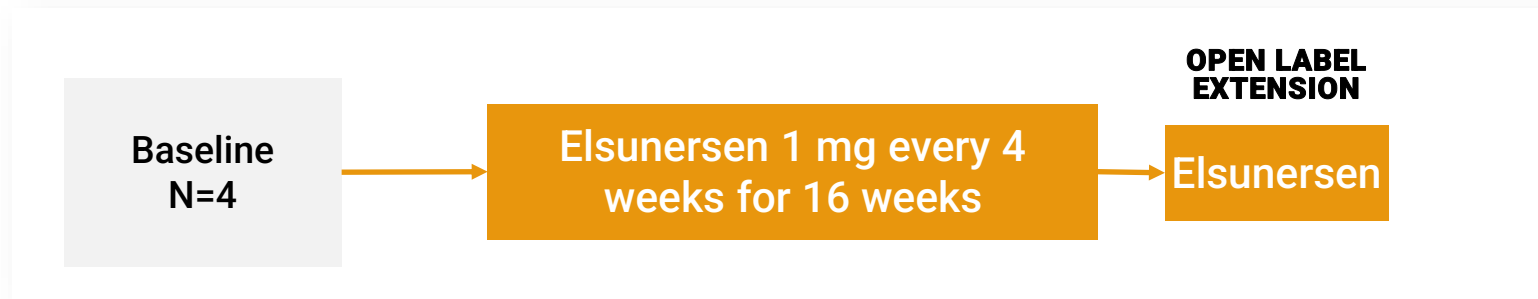 Baseline
N=4
Elsunersen 1 mg every 4
weeks for 16 weeks
OPEN LABEL
EXTENSION
Elsunersen